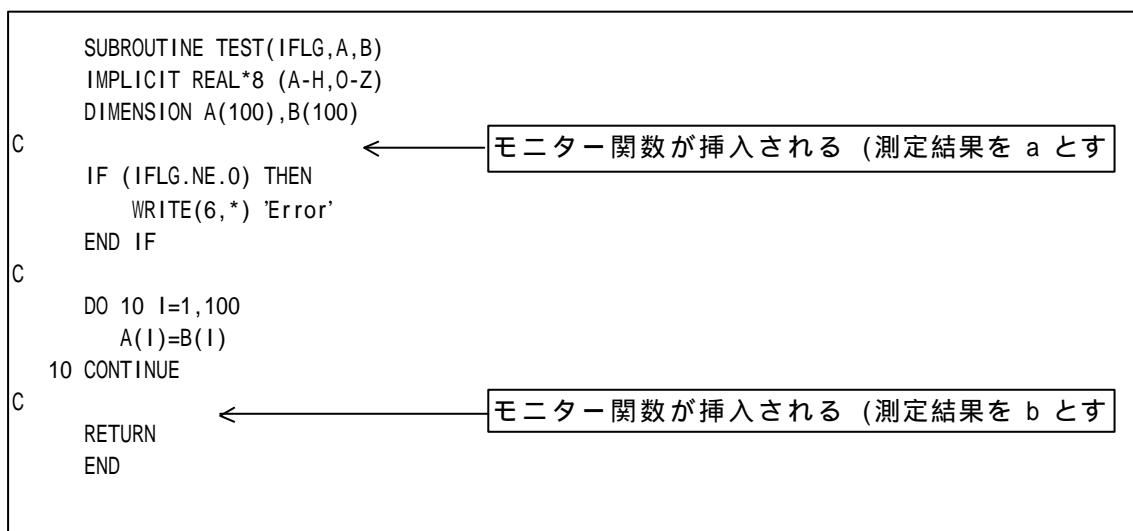 SUBROUTINE TEST(IFLG,A,B)
IMPLICIT REAL*8 (A-H,O-Z)
DIMENSION A(100),B(100)
C
モニター関数が挿入される (測定結果を a とす
IF (IFLG.NE.0) THEN
WRITE(6,*) 'Error'
END IF
C
DO 10 I=1,100
A(I)=B(I)
10 CONTINUE
C
モニター関数が挿入される (測定結果を b とす
RETURN
END